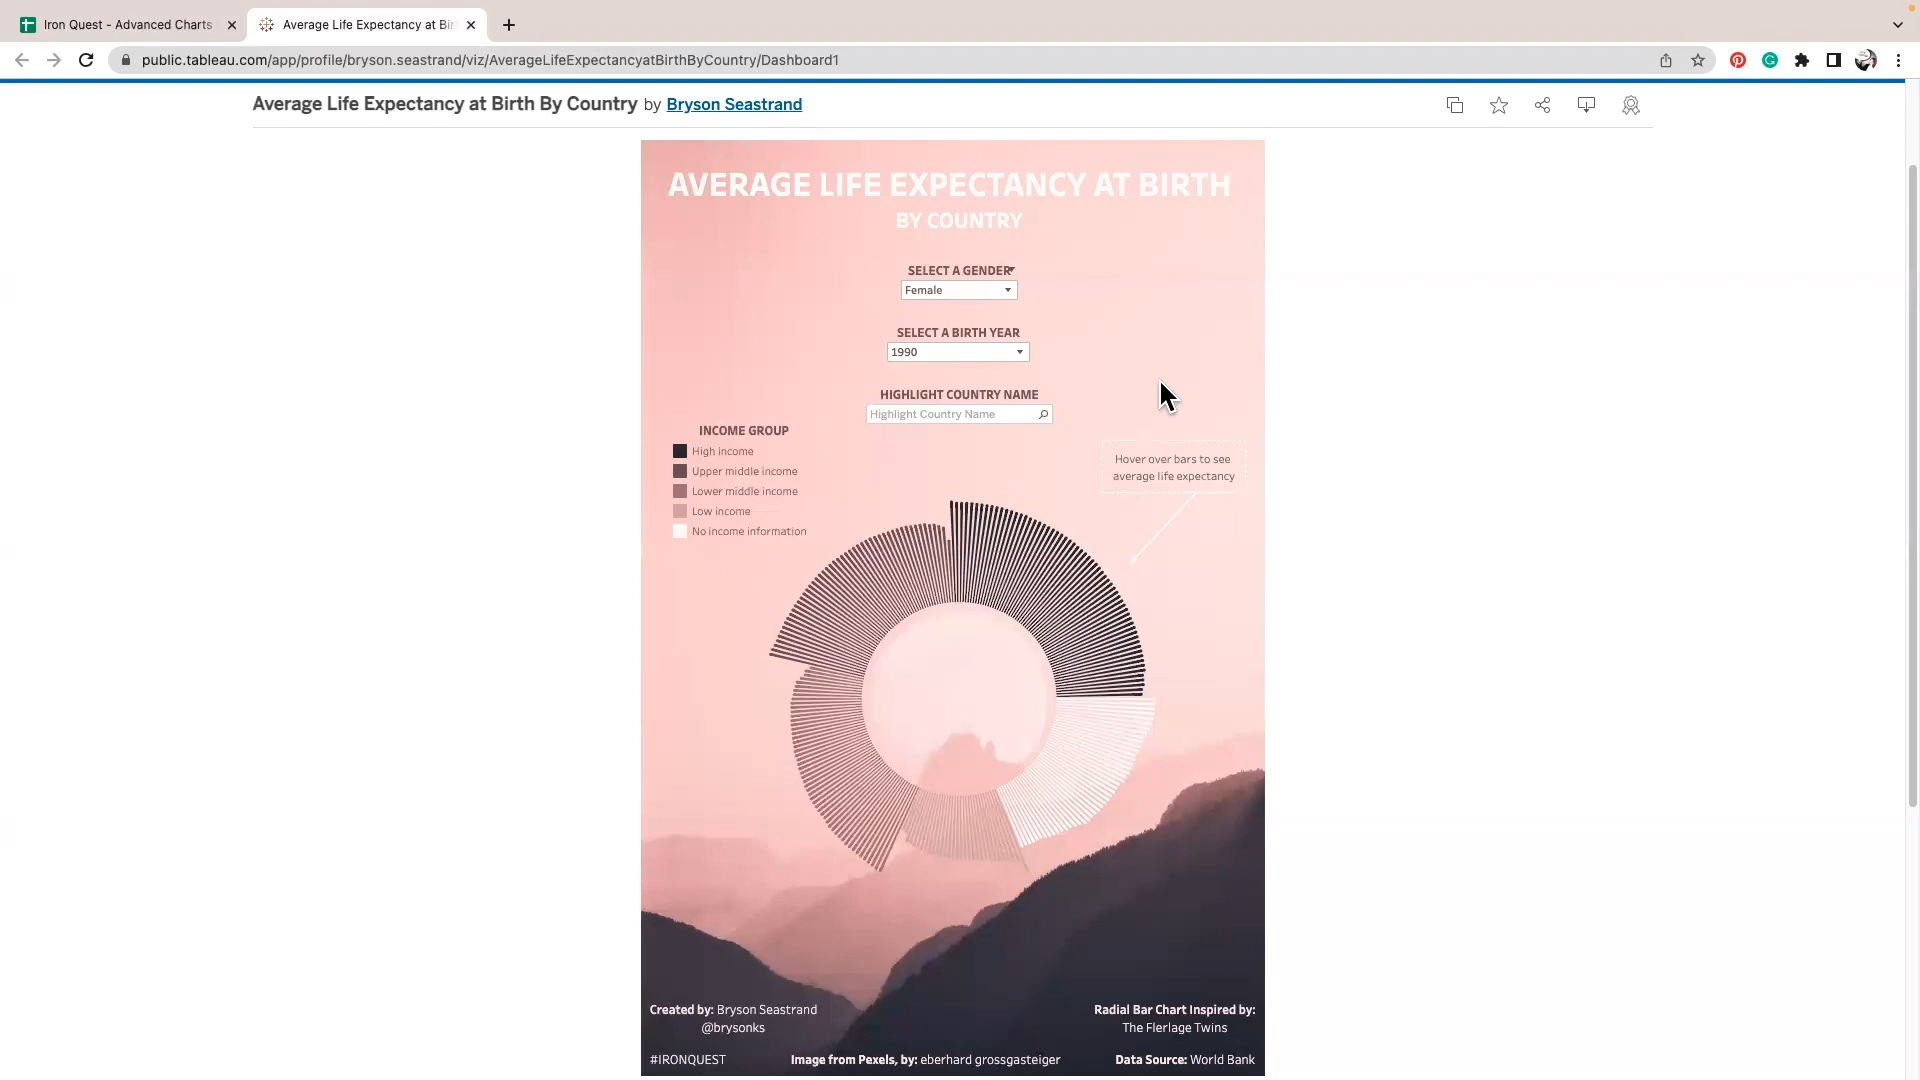 Iron Quest - Advanced Charts
Average Life Expectancy at Bir
public.tableau.com/app/profile/bryson.seastrand/viz/AverageLifeExpectancyatBirthByCountry/Dashboard1
Average Life Expectancy at Birth By Country by Bryson Seastrand
AVERAGE LIFE EXPECTANCY AT BIRTH
BY COUNTRY
SELECT A GENDER
Female
SELECT A BIRTH YEAR
1990
HIGHLIGHT COUNTRY NAME
Highlight Country Name
INCOME GROUP
High income
Upper middle income
Lower middle income
Low income
No income information
Hover over bars to see
average life expectancy
Created by: Bryson Seastrand
@brysonks
Radial Bar Chart Inspired by:
The Flerlage Twins
#IRONQUEST
Image from Pexels, by: eberhard grossgasteiger
Data Source: World Bank